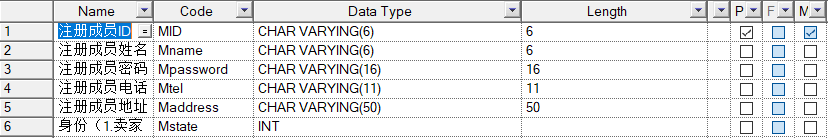 Name Code Data Type Length P F M
1 注册成员ID = MID CHAR VARYING(6) 6
2 注册成员姓名 Mname CHAR VARYING(6) 6
3 注册成员密码 Mpassword CHAR VARYING(16) 16
4 注册成员电话 Mtel CHAR VARYING(11) 11
5 注册成员地址 Maddress CHAR VARYING(50) 50
6 身份（1.卖家 Mstate INT